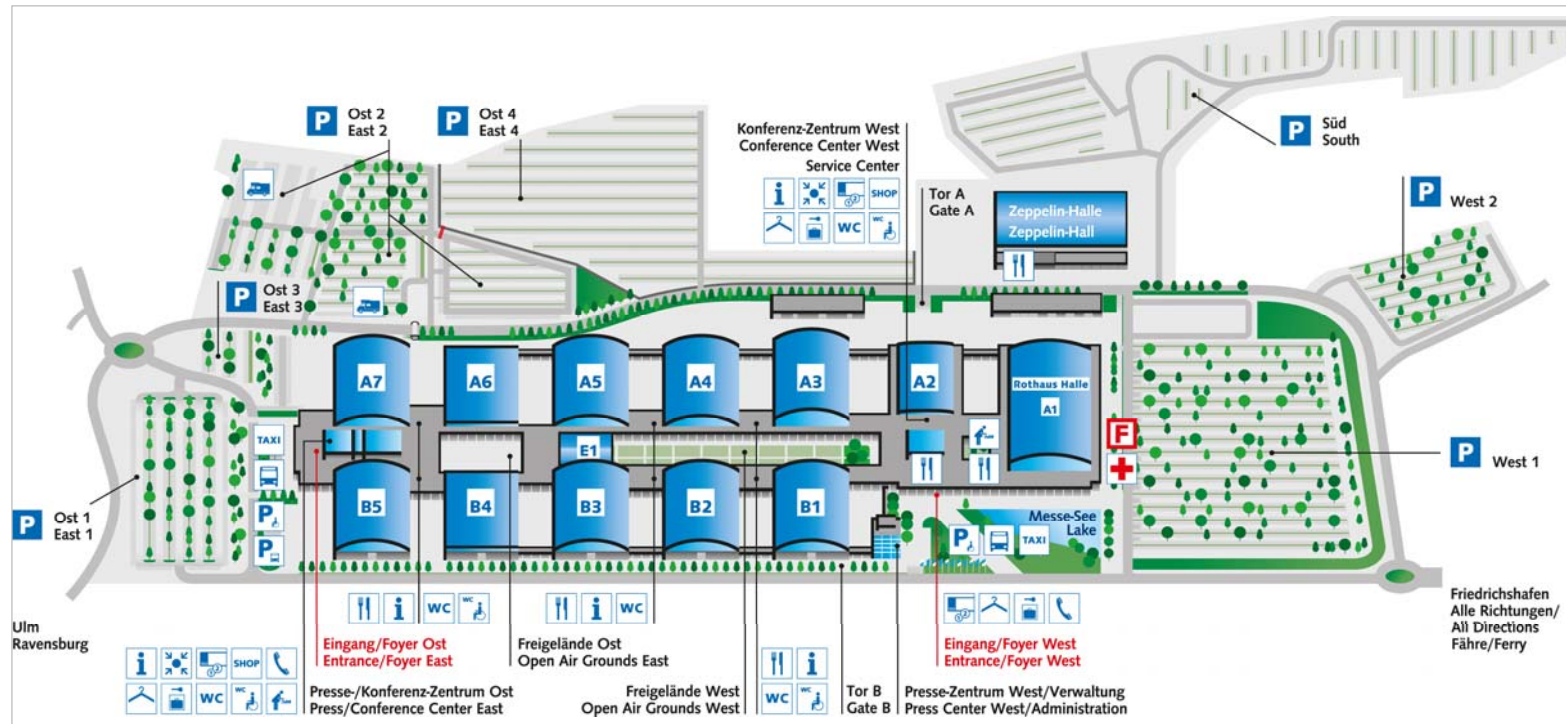 P
Ost 2
East 2
P
Ost 4
East 4
Konferenz-Zentrum West
Conference Center West
Service Center
i
SHOP
WC
WC
Tor A
Gate A
Zeppelin-Halle
Zeppelin-Hall
P
Süd
South
P
West 2
P
Ost 3
East 3
A7
A6
A5
A4
A3
A2
Rothaus Halle
A1
TAXI
E1
F
P
West 1
P
Ost 1
East 1
B5
B4
B3
B2
B1
P
P
Messe-See
Lake
P
TAXI
Ulm
Ravensburg
i
WC
WC
i
WC
Eingang/Foyer Ost
Entrance/Foyer East
Freigelände Ost
Open Air Grounds East
Eingang/Foyer West
Entrance/Foyer West
Friedrichshafen
Alle Richtungen/
All Directions
Fähre/Ferry
i
SHOP
WC
WC
Presse-/Konferenz-Zentrum Ost
Press/Conference Center East
i
WC
WC
Freigelände West
Open Air Grounds West
Tor B
Gate B
Presse-Zentrum West/Verwaltung
Press Center West/Administration